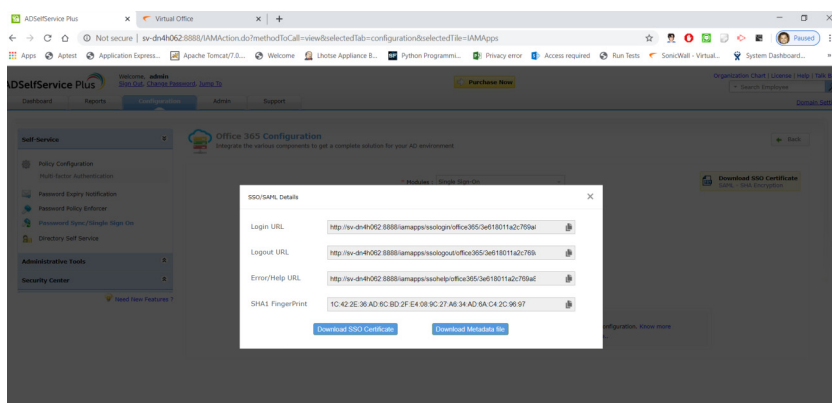 ADSelfService Plus
Virtual Office
Not secure | sv-dn4h062:8888/IAMAction.do?methodToCall=view&selectedTab=configuration&selectedTile=IAMApps
Paused
Apps Aptest Application Express... Apache Tomcat/7.0... Welcome Lhotse Appliance B... Python Programmi... Privacy error Access required Run Tests SonicWall - Virtual... System Dashboard...
ADSelfService Plus
Welcome, admin
Sign Out, Change Password, Jump To
Purchase Now
Organization Chart | License | Help | Talk
Search Employee
Dashboard Reports Configuration Admin Support
Domain Sett
Self-Service
Office 365 Configuration
Integrate the various components to get a complete solution for your AD environment
Back
Policy Configuration
Multi-factor Authentication
Password Expiry Notification
Password Policy Enforcer
Password Sync/Single Sign On
Directory Self Service
Administrative Tools
Security Center
Need New Features ?
* Modules : Single Sign-On
Download SSO Certificate
SSO/SAML Details
Login URL http://sv-dn4h062:8888/iamapps/ssologin/office365/3e618011a2c769a
Logout URL http://sv-dn4h062:8888/iamapps/ssologout/office365/3e618011a2c769
Error/Help URL http://sv-dn4h062:8888/iamapps/ssohelp/office365/3e618011a2c769a
SHA1 FingerPrint 1C:42:2E:36:AD:6C:BD:2F:E4:08:9C:27:A6:34:AD:6A:C4:2C:96:97
Download SSO Certificate Download Metadata file
nfiguration. Know more